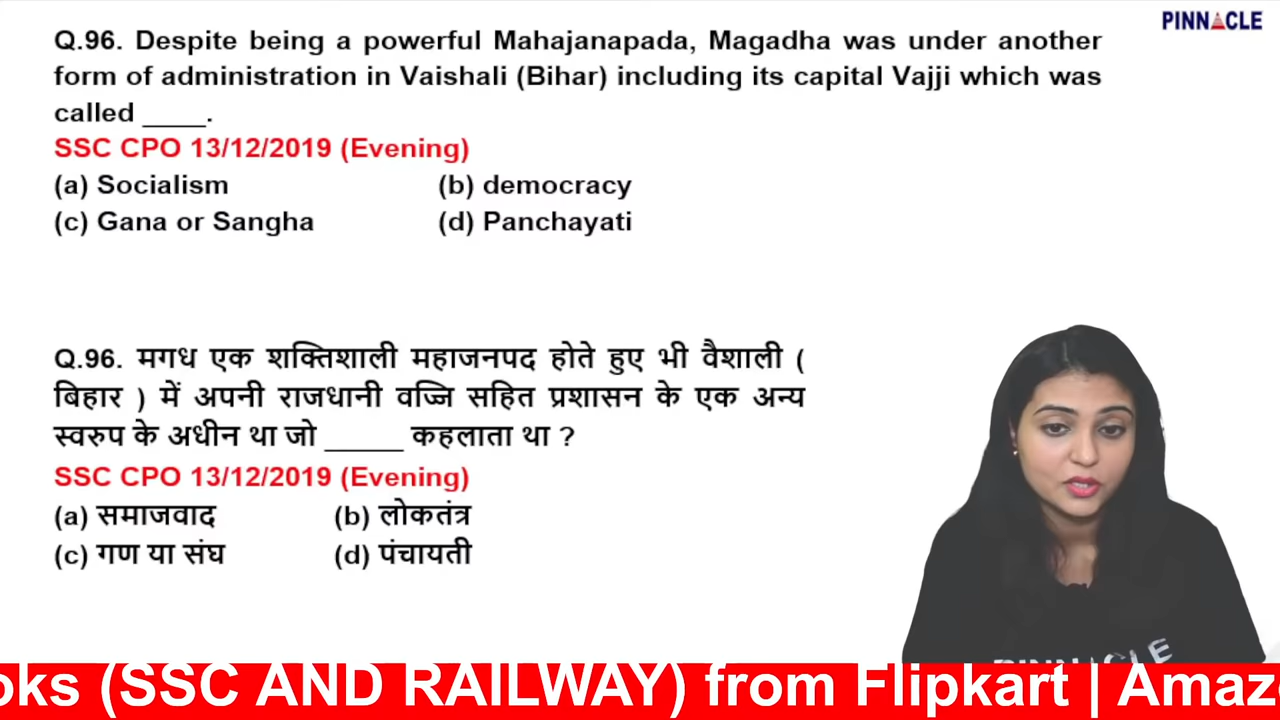 PINNACLE
Q.96. Despite being a powerful Mahajanapada, Magadha was under another
form of administration in Vaishali (Bihar) including its capital Vajji which was
called ____.
SSC CPO 13/12/2019 (Evening)
(a) Socialism (b) democracy
(c) Gana or Sangha (d) Panchayati
Q.96. मगध एक शक्तिशाली महाजनपद होते हुए भी वैशाली (
बिहार ) में अपनी राजधानी वज्जि सहित प्रशासन के एक अन्य
स्वरुप के अधीन था जो _____ कहलाता था ?
SSC CPO 13/12/2019 (Evening)
(a) समाजवाद (b) लोकतंत्र
(c) गण या संघ (d) पंचायती
PINNACLE
oks (SSC AND RAILWAY) from Flipkart | Amaz